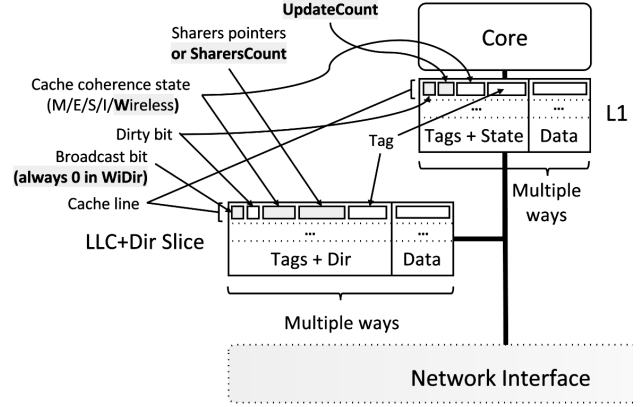 UpdateCount
Sharers pointers
or SharersCount
Core
Cache coherence state
(M/E/S/I/Wireless)
L1
...
...
Dirty bit
Tag
Tags + State
Data
Broadcast bit
(always 0 in WiDir)
Cache line
Multiple
ways
LLC+Dir Slice
...
...
Tags + Dir
Data
Multiple ways
Network Interface